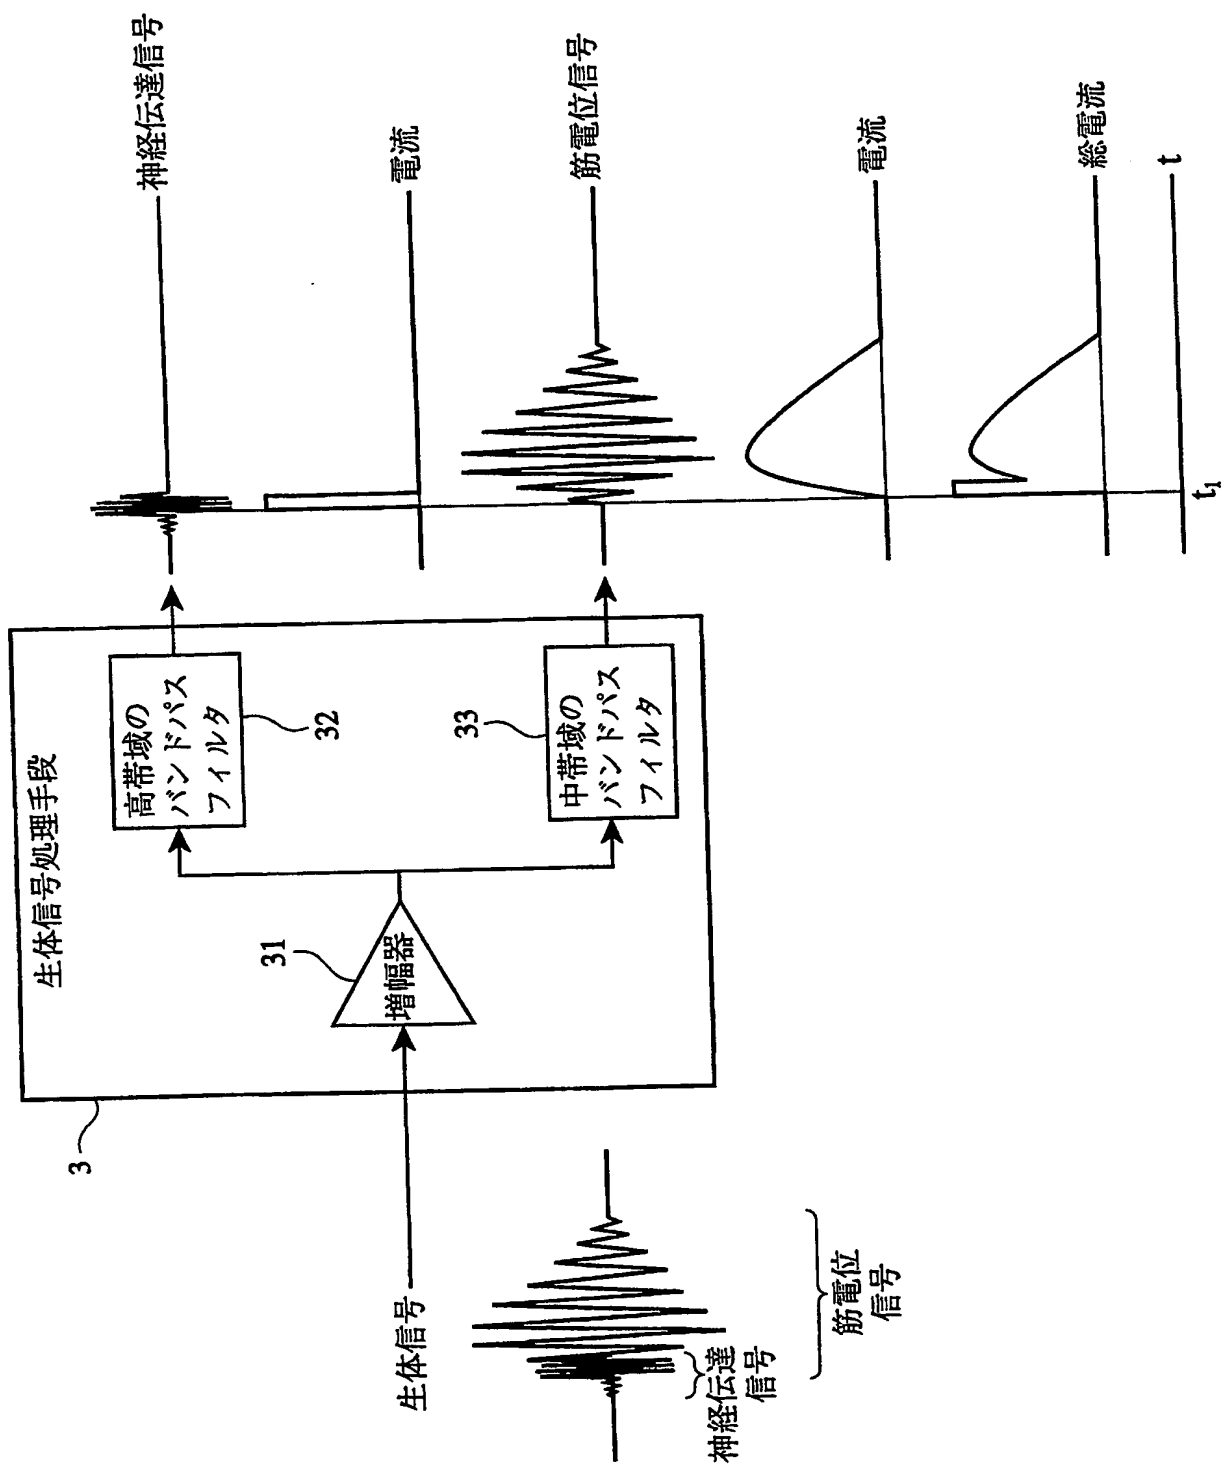 生体信号処理手段
3
生体信号
31
増幅器
高帯域の
バンドパス
フィルタ
32
33
中帯域の
バンドパス
フィルタ
神経伝達
信号
筋電位
信号
神経伝達信号
電流
筋電位信号
電流
総電流
t
t1